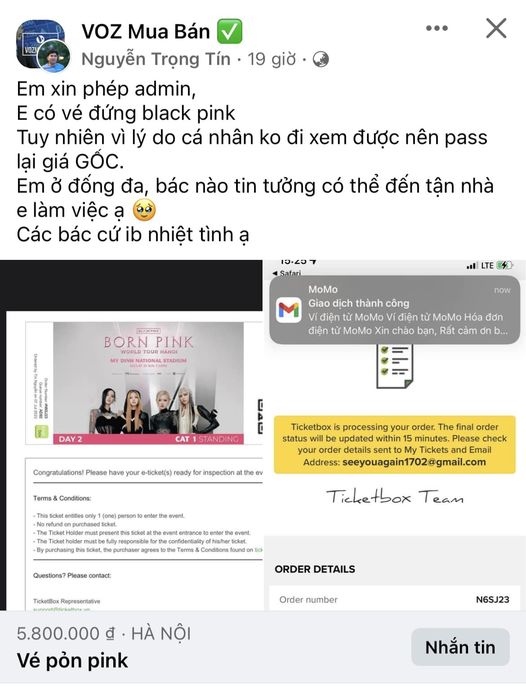 VOZ Mua Bán ✅
Nguyễn Trọng Tín · 19 giờ ·
Em xin phép admin,
E có vé đứng black pink
Tuy nhiên vì lý do cá nhân ko đi xem được nên pass
lại giá GỐC.
Em ở đống đa, bác nào tin tưởng có thể đến tận nhà
e làm việc ạ 🥹
Các bác cứ ib nhiệt tình ạ
BORN PINK
WORLD TOUR HANOI
MY DINH NATIONAL STADIUM
DAY 2
CAT 1 STANDING
Congratulations! Please have your e-ticket(s) ready for inspection at the ev
Terms & Conditions:
- This ticket entitles only 1 (one) person to enter the event.
- No refund on purchased ticket.
- The Ticket Holder must present this ticket at the event entrance to enter the event.
- The Ticket holder must be fully responsible for the confidentiality of his/her ticket.
- By purchasing this ticket, the purchaser agrees to the Terms & Conditions found on tick
Questions? Please contact:
TicketBox Representative
support@ticketbox.vn
15:25
LTE
Safari
MoMo
now
Giao dịch thành công
Ví điện tử MoMo Ví điện tử MoMo Hóa đơn
điện tử MoMo Xin chào bạn, Rất cảm ơn b...
Ticketbox is processing your order. The final order
status will be updated within 15 minutes. Please check
your order details sent to My Tickets and Email
Address: seeyouagain1702@gmail.com
Ticketbox Team
ORDER DETAILS
Order number
N6SJ23
5.800.000 ₫ · HÀ NỘI
Vé pỏn pink
Nhắn tin